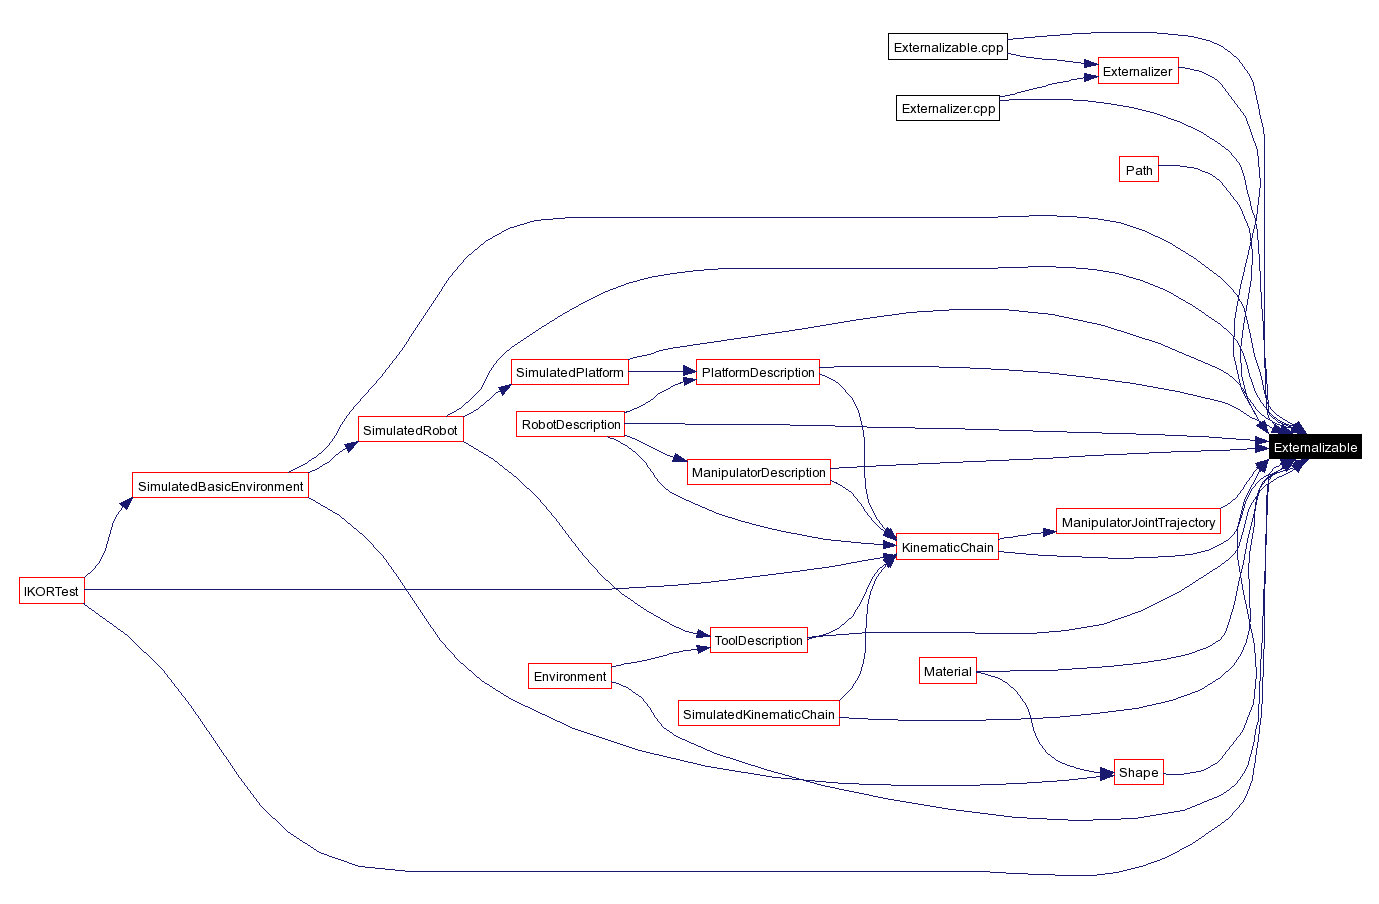 Externalizable.cpp
Externalizer
Externalizer.cpp
Path
SimulatedPlatform
PlatformDescription
RobotDescription
SimulatedRobot
Externalizable
ManipulatorDescription
SimulatedBasicEnvironment
ManipulatorJointTrajectory
KinematicChain
IKORTest
ToolDescription
Material
Environment
SimulatedKinematicChain
Shape